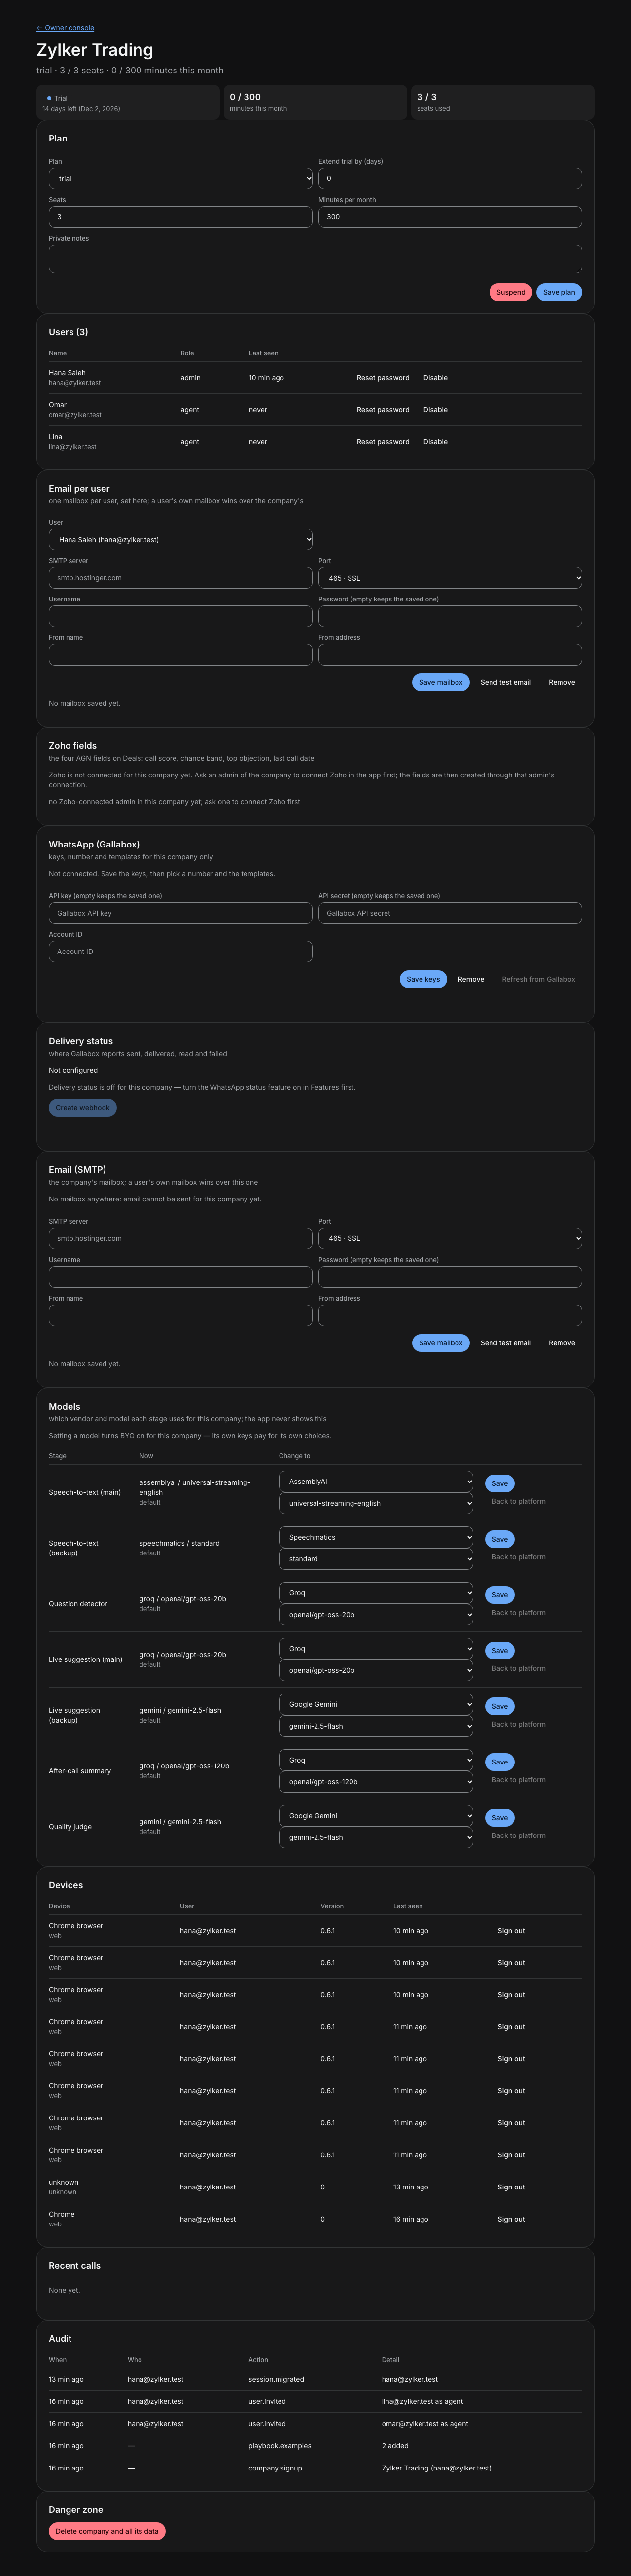 ← Owner console
Zylker Trading
trial · 3 / 3 seats · 0 / 300 minutes this month
Trial
14 days left (Dec 2, 2026)
0 / 300
minutes this month
3 / 3
seats used
Plan
Plan
Extend trial by (days)
trial
0
Seats
Minutes per month
3
300
Private notes
Suspend
Save plan
Users (3)
Name Role Last seen
Hana Saleh
hana@zylker.test
admin 10 min ago Reset password Disable
Omar
omar@zylker.test
agent never Reset password Disable
Lina
lina@zylker.test
agent never Reset password Disable
Email per user
one mailbox per user, set here; a user's own mailbox wins over the company's
User
Hana Saleh (hana@zylker.test)
SMTP server
Port
smtp.hostinger.com
465 · SSL
Username
Password (empty keeps the saved one)
From name
From address
Save mailbox Send test email Remove
No mailbox saved yet.
Zoho fields
the four AGN fields on Deals: call score, chance band, top objection, last call date
Zoho is not connected for this company yet. Ask an admin of the company to connect Zoho in the app first; the fields are then created through that admin's
connection.
no Zoho-connected admin in this company yet; ask one to connect Zoho first
WhatsApp (Gallabox)
keys, number and templates for this company only
Not connected. Save the keys, then pick a number and the templates.
API key (empty keeps the saved one)
API secret (empty keeps the saved one)
Gallabox API key
Gallabox API secret
Account ID
Account ID
Save keys Remove Refresh from Gallabox
Delivery status
where Gallabox reports sent, delivered, read and failed
Not configured
Delivery status is off for this company — turn the WhatsApp status feature on in Features first.
Create webhook
Email (SMTP)
the company's mailbox; a user's own mailbox wins over this one
No mailbox anywhere: email cannot be sent for this company yet.
SMTP server
Port
smtp.hostinger.com
465 · SSL
Username
Password (empty keeps the saved one)
From name
From address
Save mailbox Send test email Remove
No mailbox saved yet.
Models
which vendor and model each stage uses for this company; the app never shows this
Setting a model turns BYO on for this company — its own keys pay for its own choices.
Stage Now Change to
Speech-to-text (main)
assemblyai / universal-streaming-
english
default
AssemblyAI
universal-streaming-english
Save
Back to platform
Speech-to-text
(backup)
speechmatics / standard
default
Speechmatics
standard
Save
Back to platform
Question detector
groq / openai/gpt-oss-20b
default
Groq
openai/gpt-oss-20b
Save
Back to platform
Live suggestion (main)
groq / openai/gpt-oss-20b
default
Groq
openai/gpt-oss-20b
Save
Back to platform
Live suggestion
(backup)
gemini / gemini-2.5-flash
default
Google Gemini
gemini-2.5-flash
Save
Back to platform
After-call summary
groq / openai/gpt-oss-120b
default
Groq
openai/gpt-oss-120b
Save
Back to platform
Quality judge
gemini / gemini-2.5-flash
default
Google Gemini
gemini-2.5-flash
Save
Back to platform
Devices
Device User Version Last seen
Chrome browser
web
hana@zylker.test 0.6.1 10 min ago Sign out
Chrome browser
web
hana@zylker.test 0.6.1 10 min ago Sign out
Chrome browser
web
hana@zylker.test 0.6.1 10 min ago Sign out
Chrome browser
web
hana@zylker.test 0.6.1 11 min ago Sign out
Chrome browser
web
hana@zylker.test 0.6.1 11 min ago Sign out
Chrome browser
web
hana@zylker.test 0.6.1 11 min ago Sign out
Chrome browser
web
hana@zylker.test 0.6.1 11 min ago Sign out
Chrome browser
web
hana@zylker.test 0.6.1 11 min ago Sign out
unknown
unknown
hana@zylker.test 0 13 min ago Sign out
Chrome
web
hana@zylker.test 0 16 min ago Sign out
Recent calls
None yet.
Audit
When Who Action Detail
13 min ago hana@zylker.test session.migrated hana@zylker.test
16 min ago hana@zylker.test user.invited lina@zylker.test as agent
16 min ago hana@zylker.test user.invited omar@zylker.test as agent
16 min ago — playbook.examples 2 added
16 min ago — company.signup Zylker Trading (hana@zylker.test)
Danger zone
Delete company and all its data